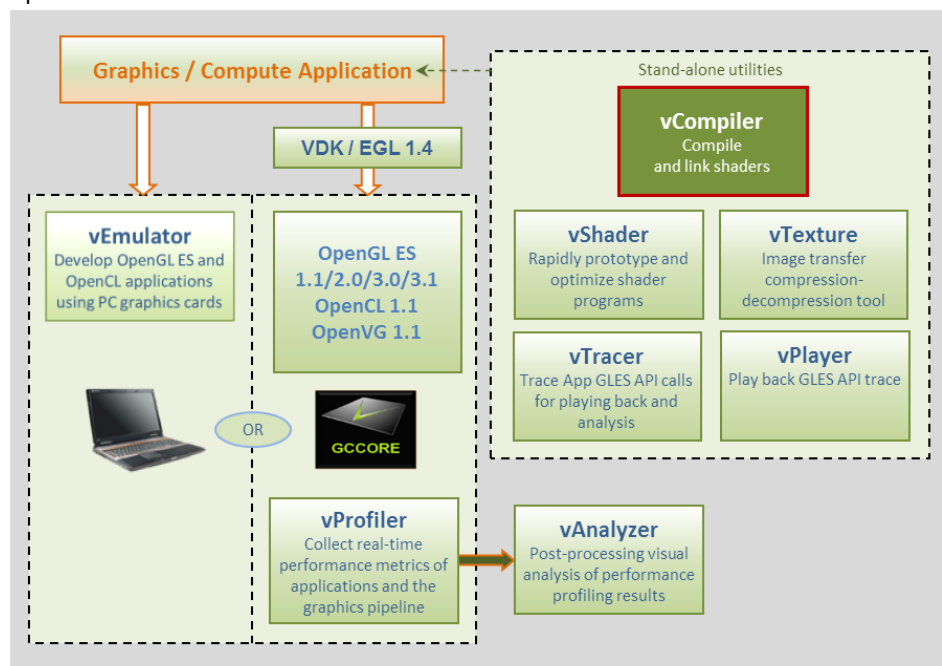 Graphics / Compute Application
Stand-alone utilities
vCompiler
Compile
and link shaders
VDK / EGL 1.4
vEmulator
Develop OpenGL ES and
OpenCL applications
using PC graphics cards
OpenGL ES
1.1/2.0/3.0/3.1
OpenCL 1.1
OpenVG 1.1
vShader
Rapidly prototype and
optimize shader
programs
vTexture
Image transfer
compression-
decompression tool
vTracer
Trace App GLES API calls
for playing back and
analysis
vPlayer
Play back GLES API trace
OR
GCCORE
vProfiler
Collect real-time
performance metrics of
applications and the
graphics pipeline
vAnalyzer
Post-processing visual
analysis of performance
profiling results